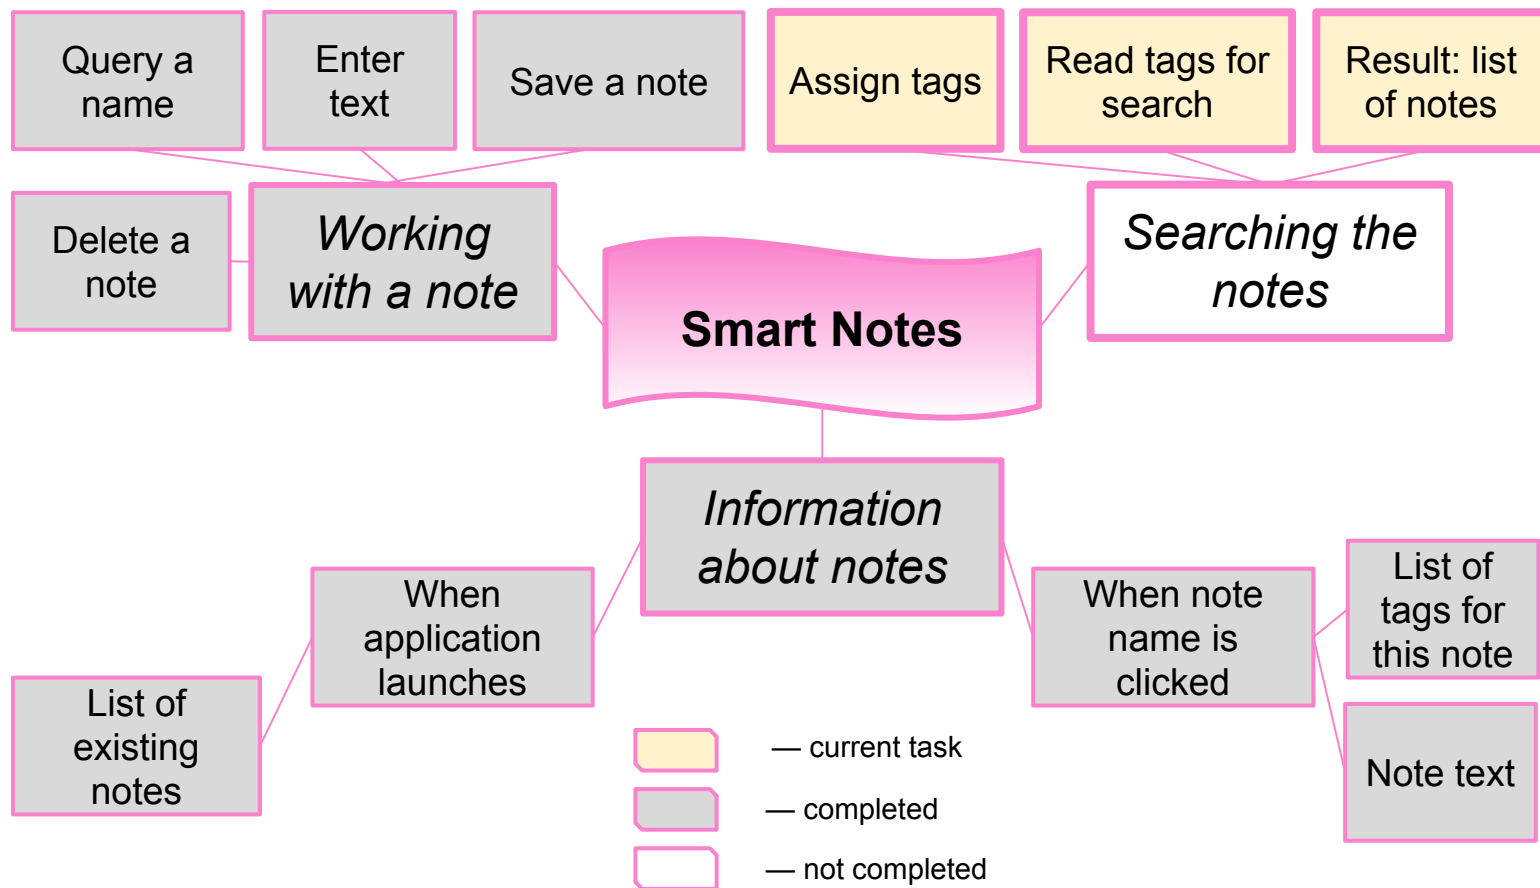 Query a
name
Enter
text
Save a note
Assign tags
Read tags for
search
Result: list
of notes
Delete a
note
Working
with a note
Smart Notes
Searching the
notes
Information
about notes
When
application
launches
List of
existing
notes
When note
name is
clicked
List of
tags for
this note
Note text
— current task
— completed
— not completed